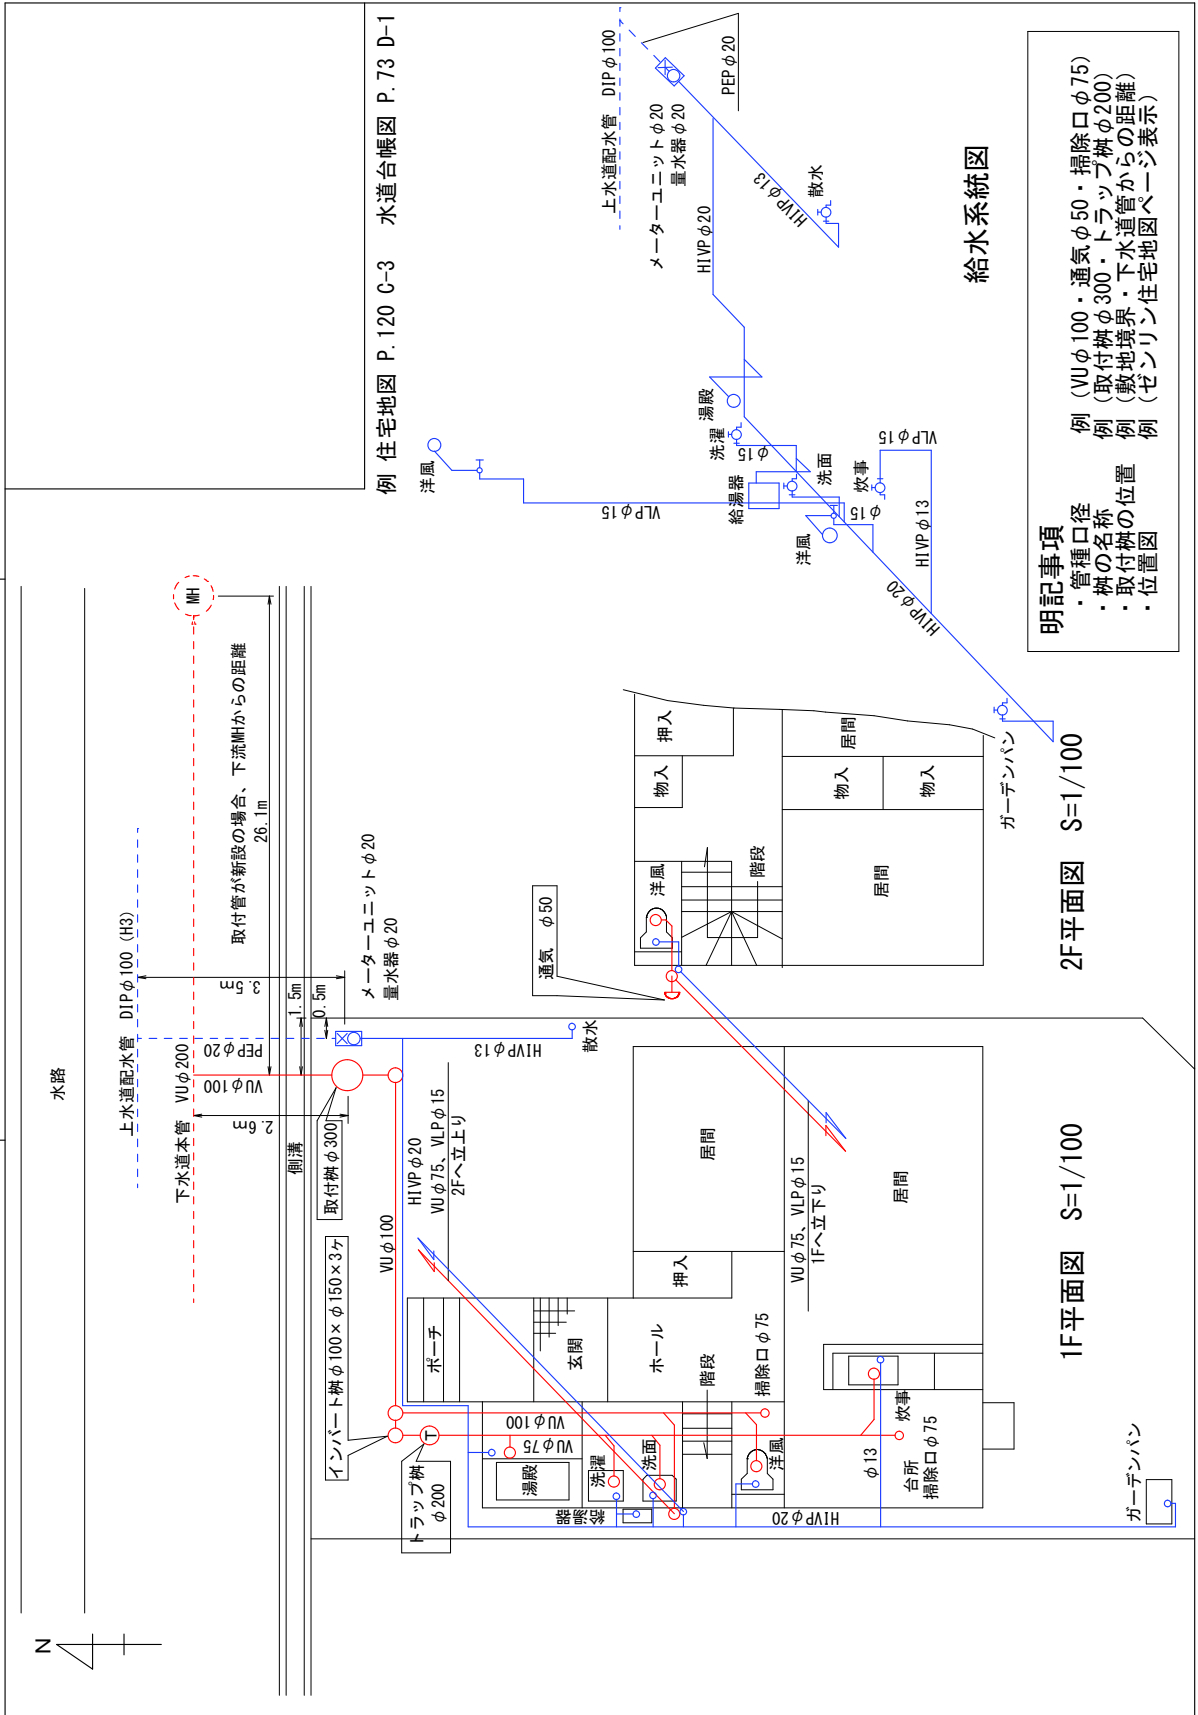 例 住宅地図 P.120 C-3　水道台帳図 P.73 D-1
水路
上水道配水管　DIPφ100(H3)
下水道本管　VUφ200
MH
取付管が新設の場合、下流MHからの距離
26.1m
3.5m
1.5m
0.5m
2.6m
側溝
PEPφ20
VUφ100
取付桝φ300
メーターユニットφ20
量水器φ20
HIVPφ13
散水
インバート桝φ100×φ150×3ヶ
VUφ100
HIVPφ20
VUφ75、VLPφ15
2Fへ立上り
トラップ桝
φ200
T
ポーチ
玄関
ホール
押入
居間
階段
掃除口φ75
VUφ100
VUφ75
湯殿
洗濯
洗面
洋風
給湯器
HIVPφ20
VUφ75、VLPφ15
1Fへ立下り
居間
炊事
φ13
台所
掃除口φ75
ガーデンパン
1F平面図　S=1/100
通気　φ50
洋風
物入
押入
階段
居間
物入
物入
居間
2F平面図　S=1/100
上水道配水管　DIPφ100
PEPφ20
メーターユニットφ20
量水器φ20
HIVPφ13
散水
HIVPφ20
湯殿
洗濯
φ15
給湯器
洗面
洋風
VLPφ15
洋風
φ15
炊事
VLPφ15
HIVPφ13
HIVPφ20
ガーデンパン
給水系統図
明記事項
・管種口径　例（VUφ100・通気φ50・掃除口φ75）
・桝の名称　例（取付桝φ300・トラップ桝φ200）
・取付桝の位置　例（敷地境界・下水道管からの距離）
・位置図　例（ゼンリン住宅地図ページ表示）
N